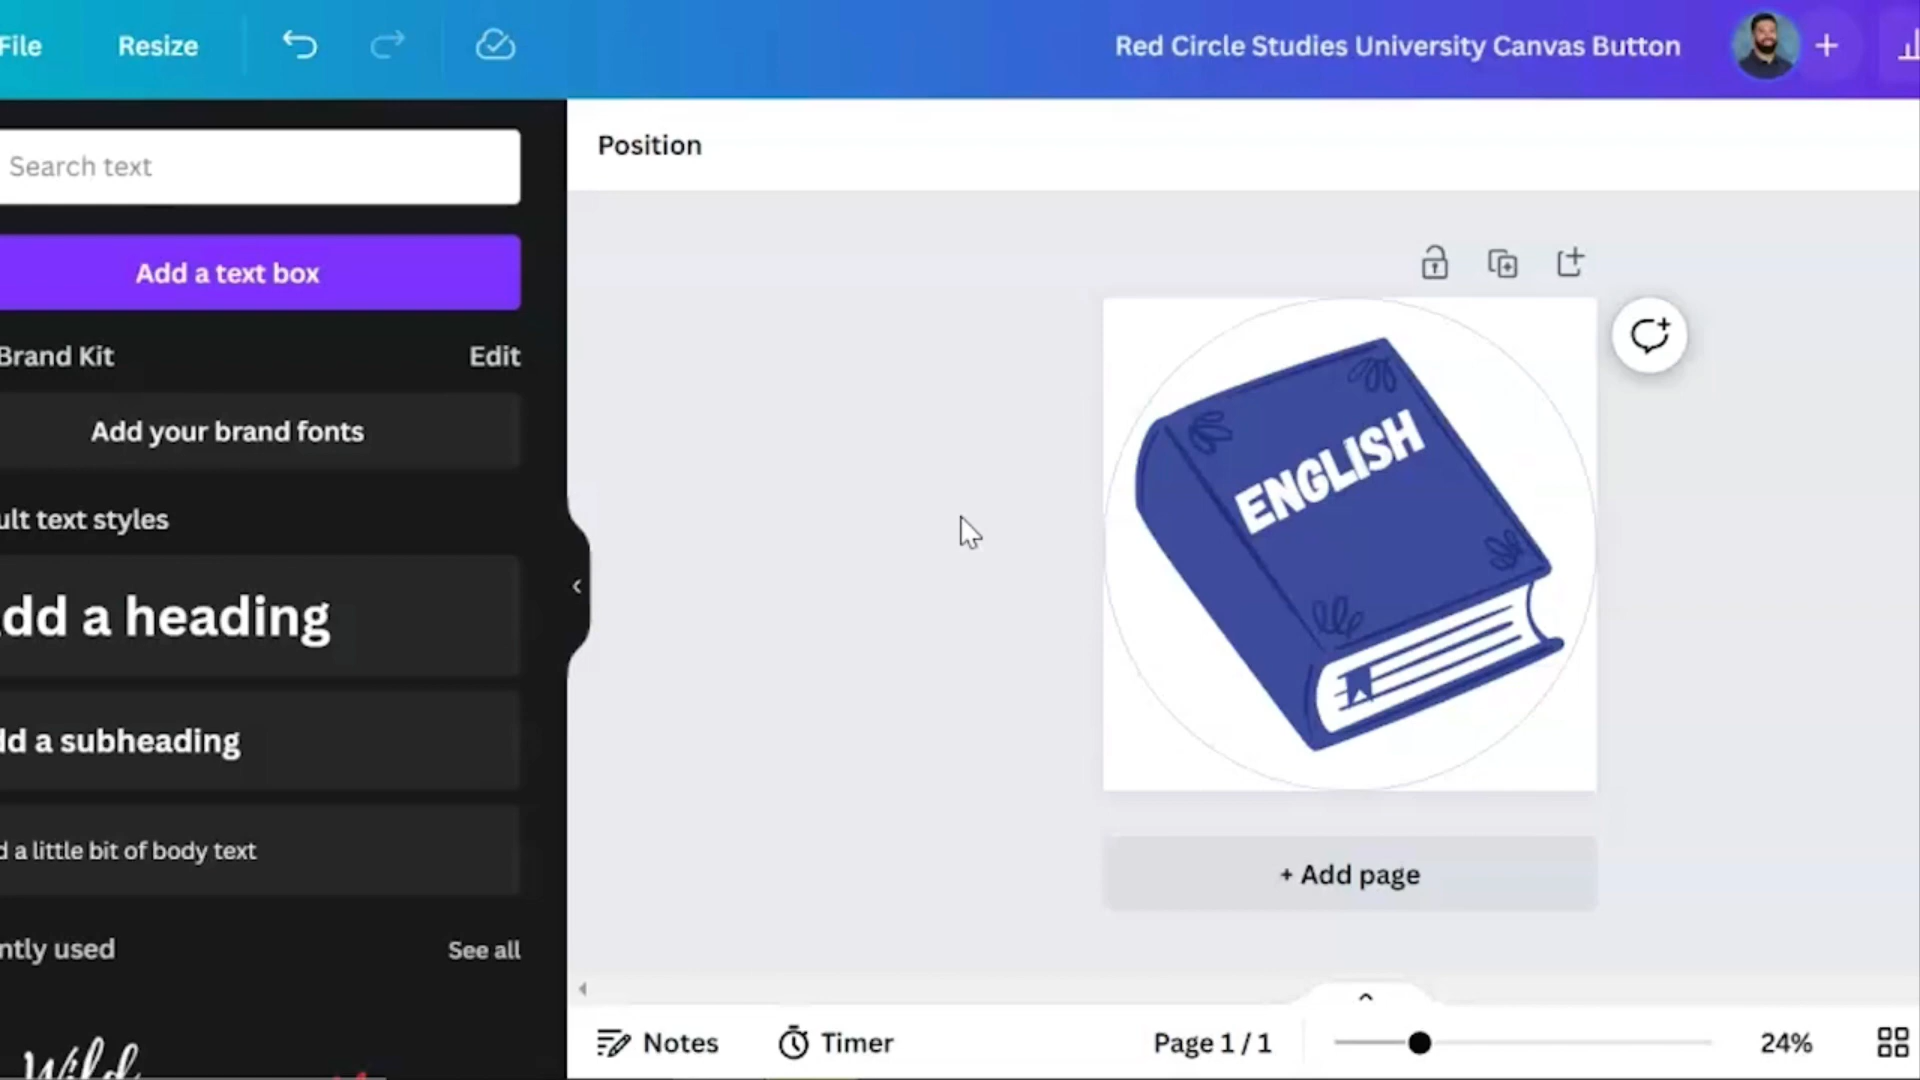 File
Resize
Red Circle Studies University Canvas Button
Search text
Position
Add a text box
Brand Kit
Edit
Add your brand fonts
ult text styles
dd a heading
dd a subheading
d a little bit of body text
ntly used
See all
Wild
ENGLISH
+ Add page
Notes
Timer
Page 1 / 1
24%